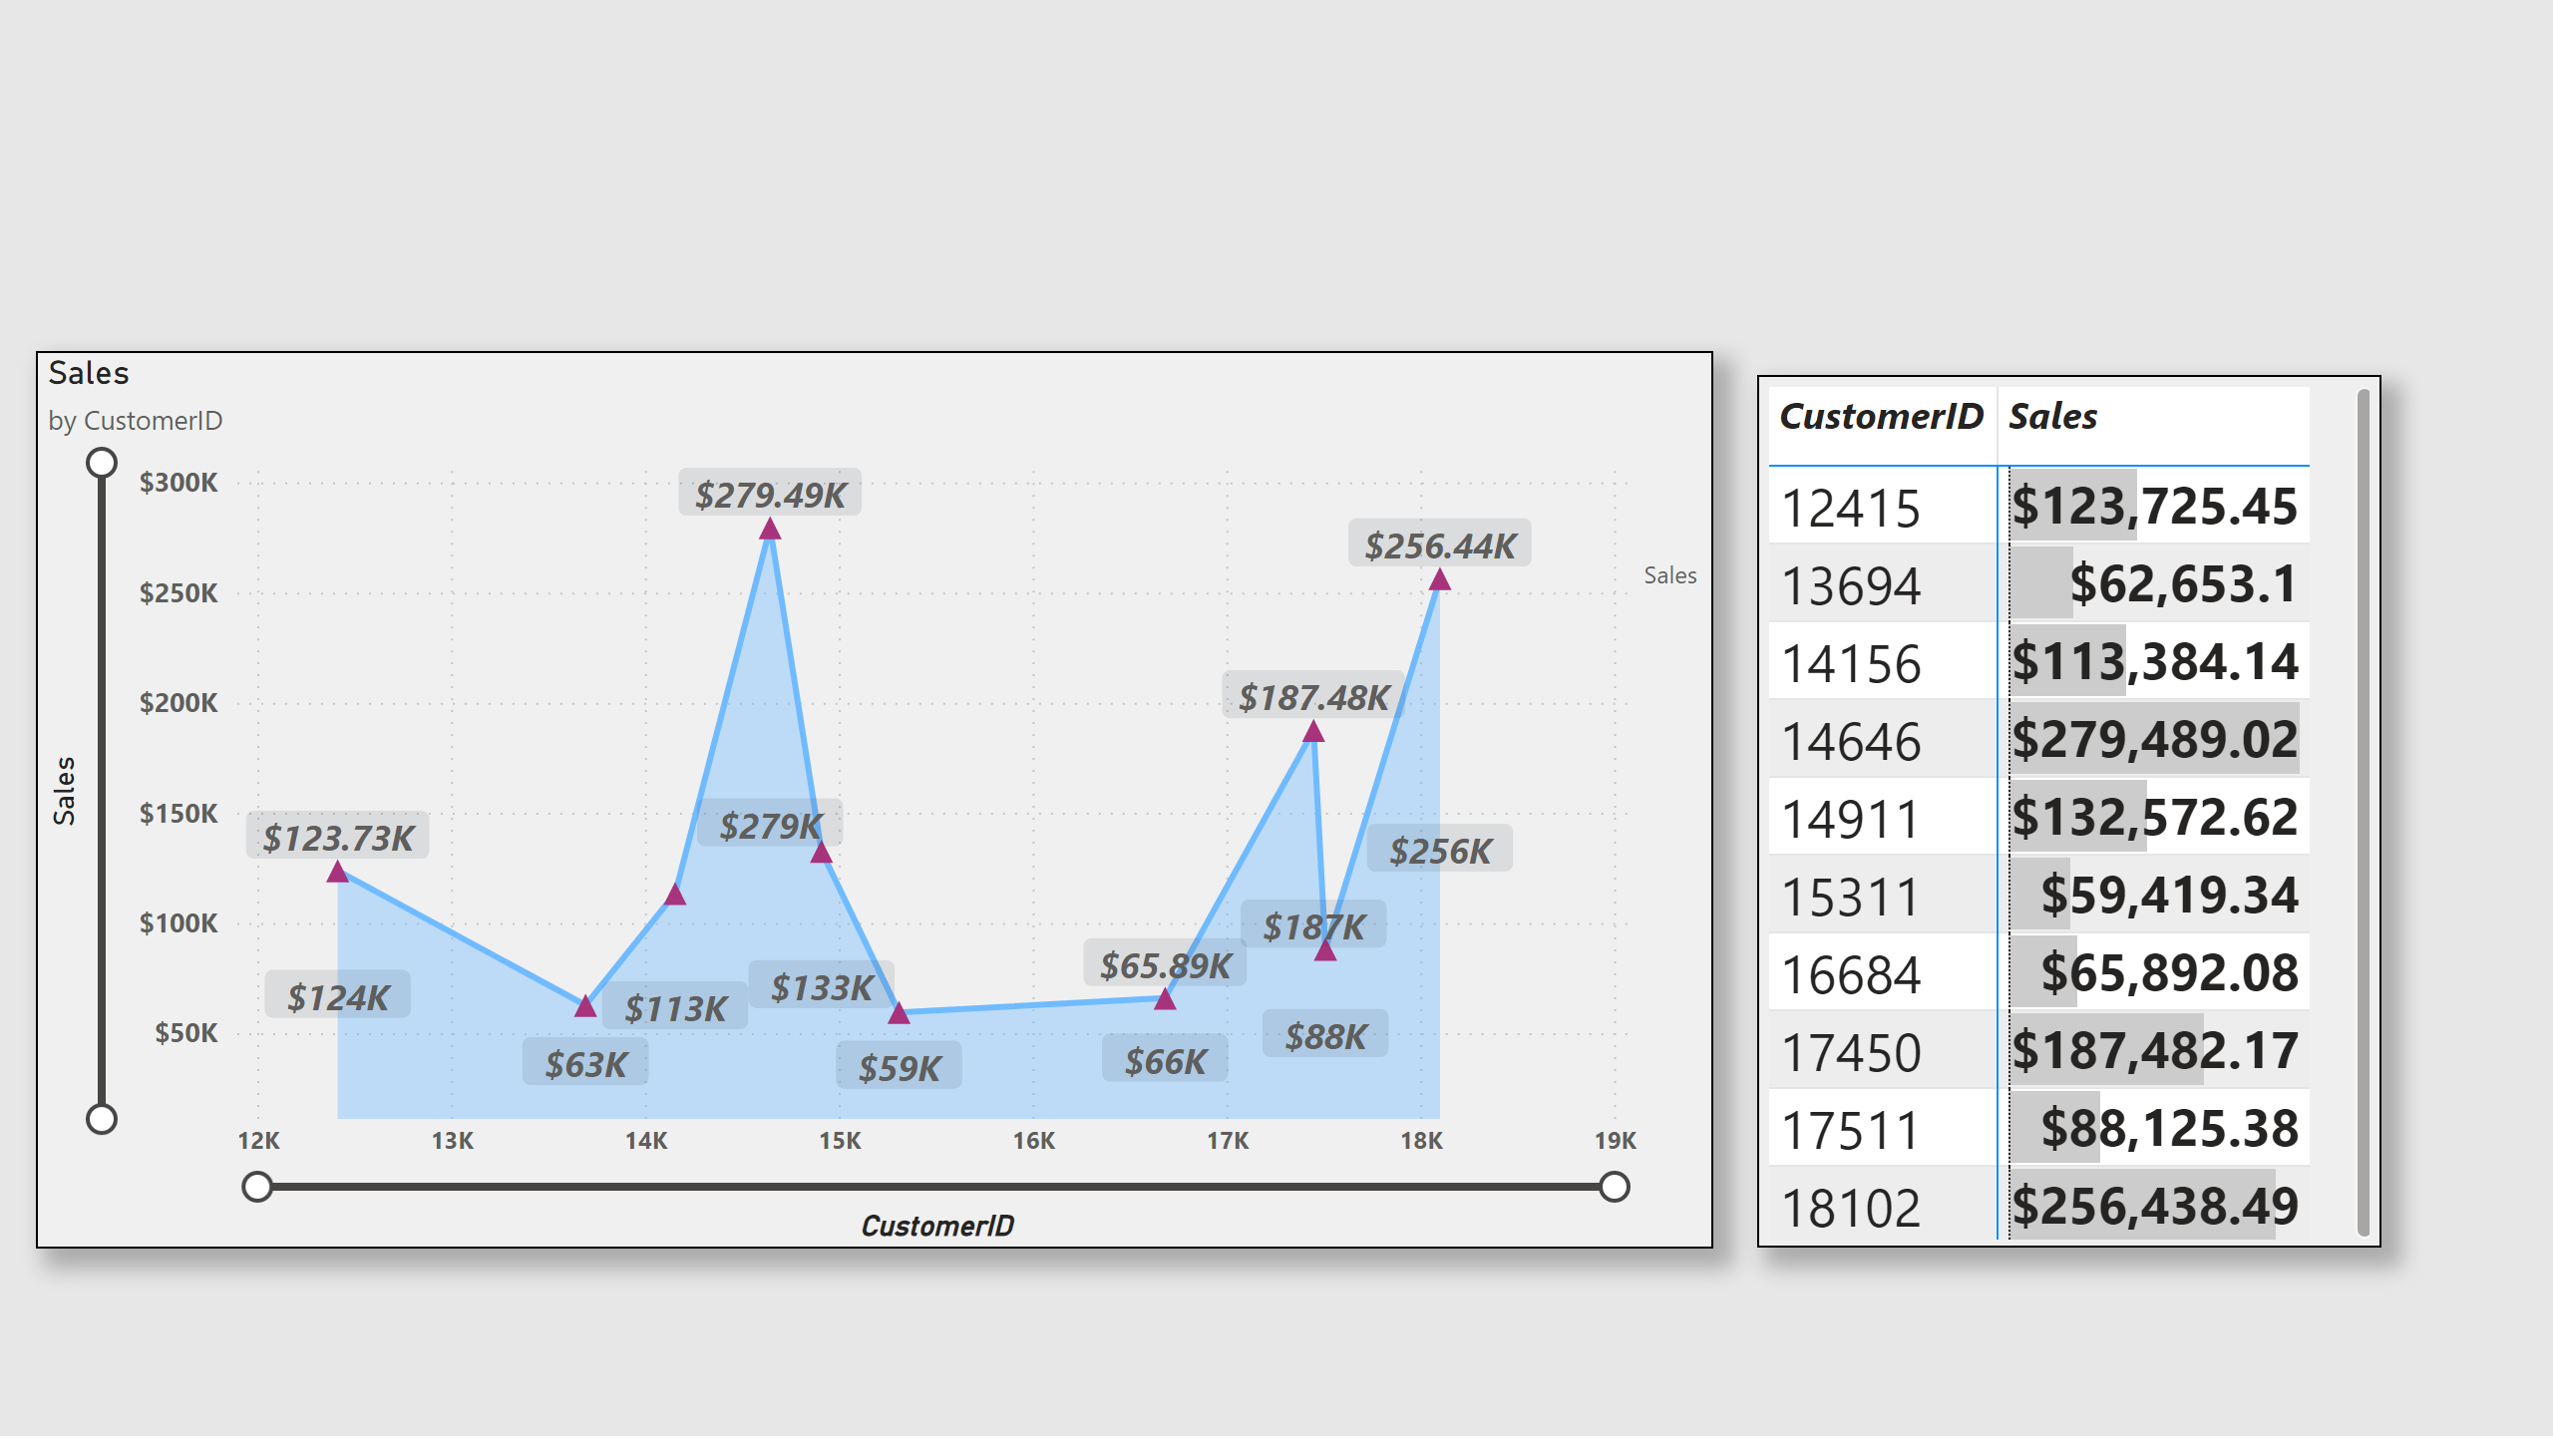 Sales
by CustomerID
$300K
$250K
$200K
$150K
$100K
$50K
Sales
$279.49K
$256.44K
$187.48K
$123.73K
$279K
$256K
$187K
$65.89K
$133K
$124K
$113K
$88K
$63K
$59K
$66K
Sales
12K 13K 14K 15K 16K 17K 18K 19K
CustomerID
CustomerID Sales
12415 $123,725.45
13694 $62,653.1
14156 $113,384.14
14646 $279,489.02
14911 $132,572.62
15311 $59,419.34
16684 $65,892.08
17450 $187,482.17
17511 $88,125.38
18102 $256,438.49